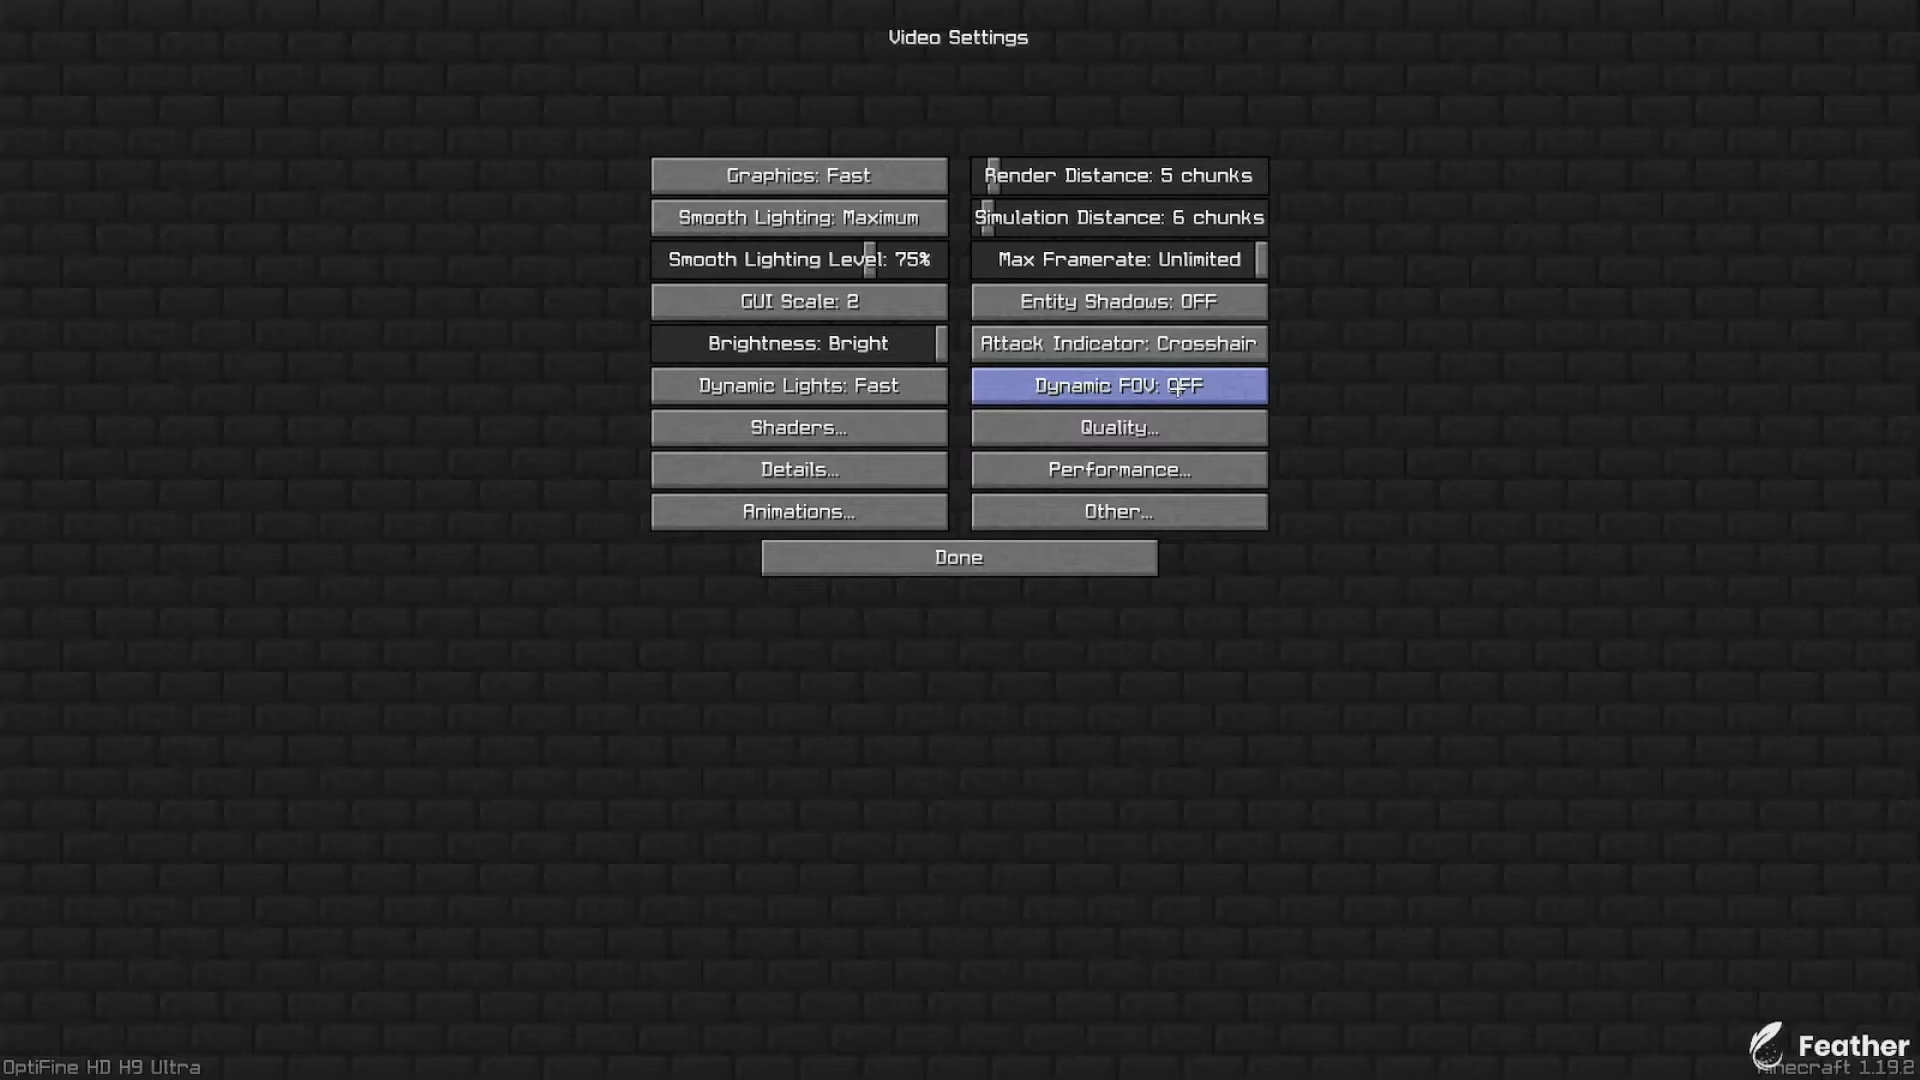 Video Settings
Graphics: Fast
Render Distance: 5 chunks
Smooth Lighting: Maximum
Simulation Distance: 6 chunks
Smooth Lighting Level: 75%
Max Framerate: Unlimited
GUI Scale: 2
Entity Shadows: OFF
Brightness: Bright
Attack Indicator: Crosshair
Dynamic Lights: Fast
Dynamic FOV: OFF
Shaders...
Quality...
Details...
Performance...
Animations...
Other...
Done
Feather
OptiFine HD H9 Ultra
Minecraft 1.19.2